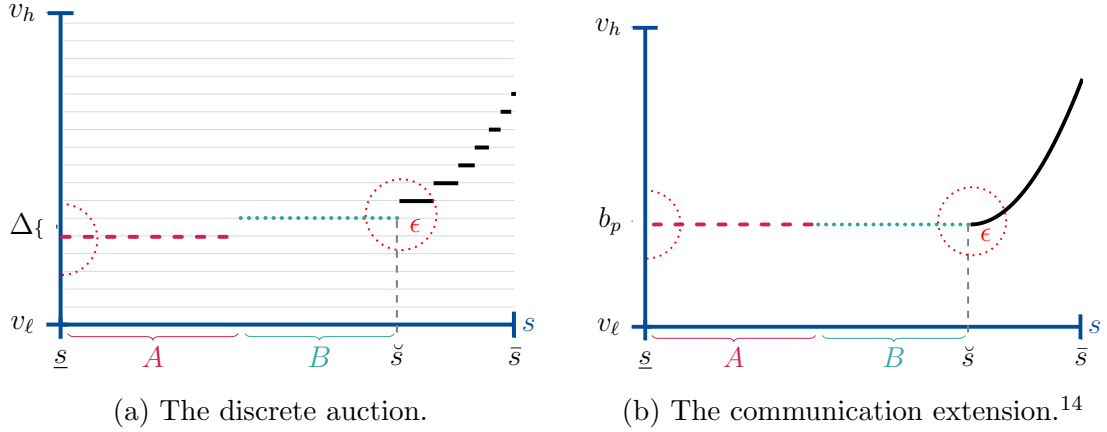 v_h
Δ{
ϵ
v_ℓ
s
s̲
A
B
s̆
s̄
(a) The discrete auction.
v_h
b_p
ϵ
v_ℓ
s
s̲
A
B
s̆
s̄
(b) The communication extension.¹⁴